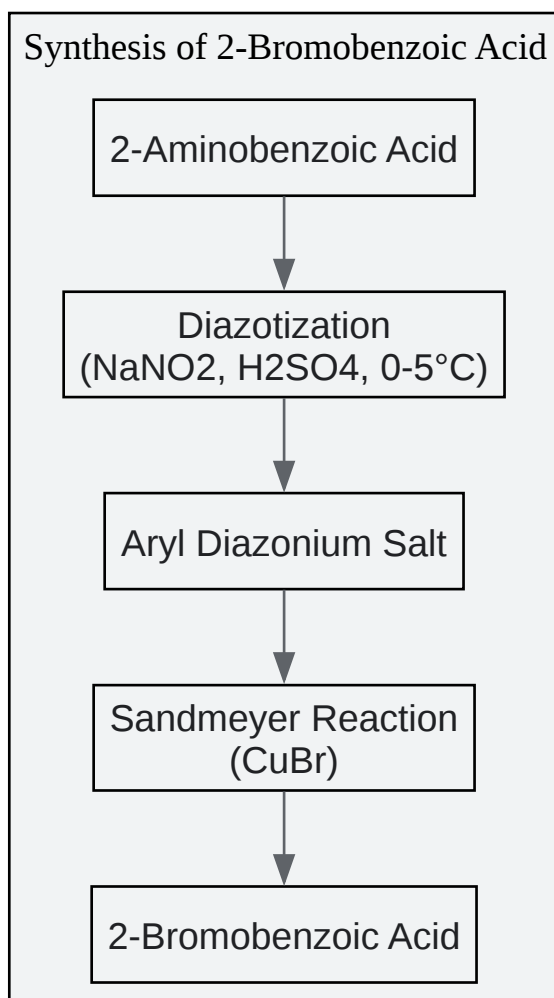 Synthesis of 2-Bromobenzoic Acid
2-Aminobenzoic Acid
Diazotization
(NaNO2, H2SO4, 0-5°C)
Aryl Diazonium Salt
Sandmeyer Reaction
(CuBr)
2-Bromobenzoic Acid